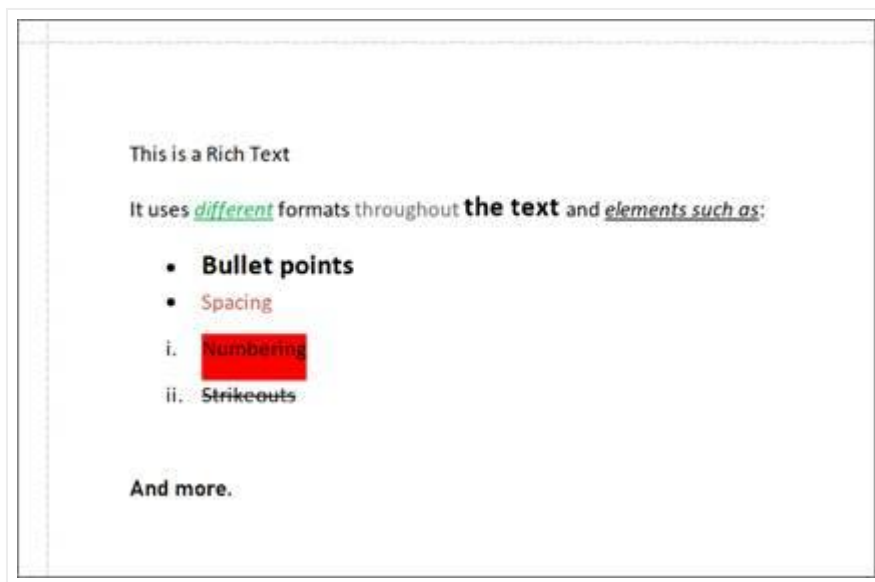 This is a Rich Text
It uses different formats throughout the text and elements such as:
• Bullet points
• Spacing
i. Numbering
ii. Strikeouts
And more.